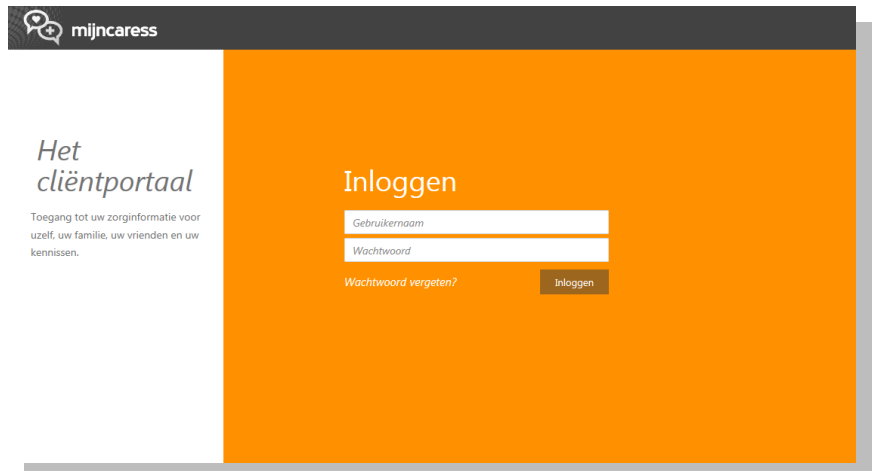 mijncaress
Het
cliëntportaal
Toegang tot uw zorginformatie voor
uzelf, uw familie, uw vrienden en uw
kennissen.
Inloggen
Gebruikernaam
Wachtwoord
Wachtwoord vergeten?
Inloggen